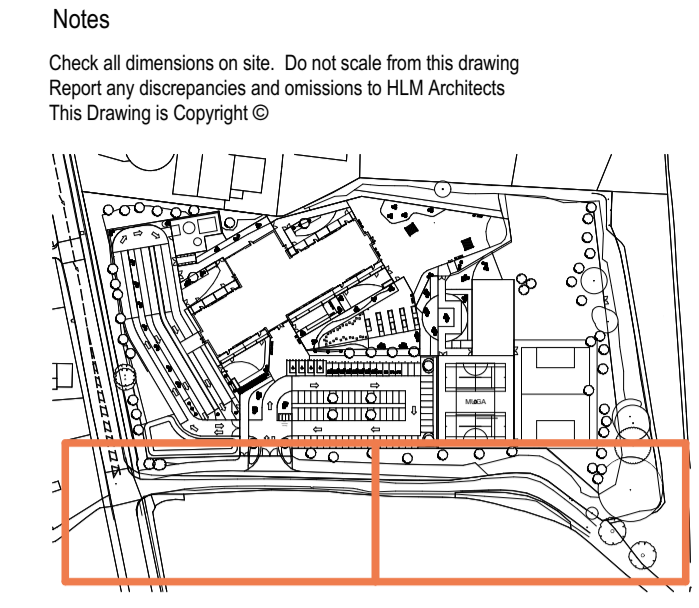 Notes
Check all dimensions on site. Do not scale from this drawing
Report any discrepancies and omissions to HLM Architects
This Drawing is Copyright ©
MUGA